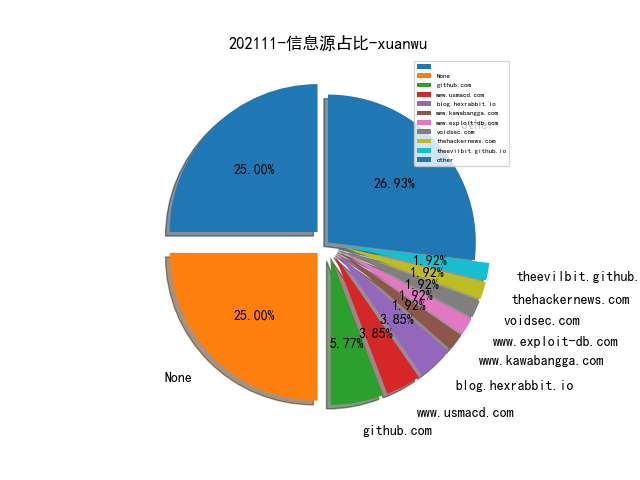 202111-信息源占比-xuanwu
None
github.com
www.usmacd.com
blog.hexrabbit.io
www.kawabangga.com
www.exploit-db.com
voidsec.com
thehackernews.com
theevilbit.github.io
other
other
25.00%
26.93%
25.00%
5.77%
3.85%
3.85%
1.92%
1.92%
1.92%
1.92%
1.92%
theevilbit.github.
thehackernews.com
voidsec.com
www.exploit-db.com
www.kawabangga.com
blog.hexrabbit.io
www.usmacd.com
github.com
None